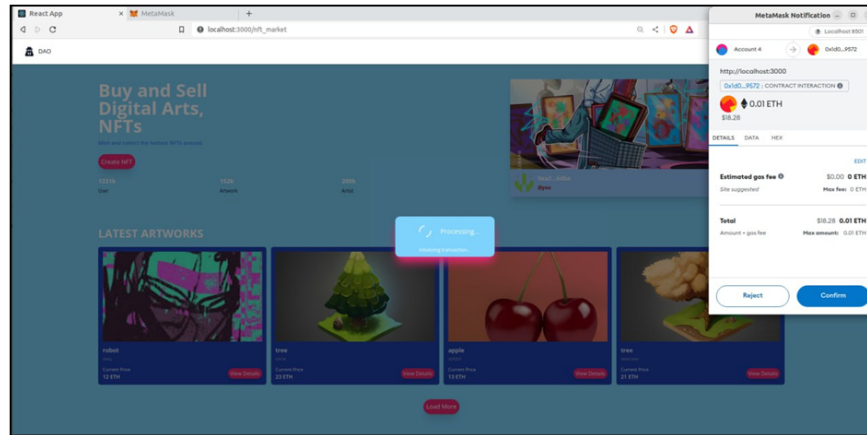 React App
MetaMask
localhost:3000/nft_market
DAO
Buy and Sell
Digital Arts,
NFTs
Create NFT
User
Artwork
Artist
LATEST ARTWORKS
Processing...
robot
Current Price
12 ETH
View Details
tree
Current Price
23 ETH
View Details
apple
Current Price
13 ETH
View Details
tree
Current Price
21 ETH
View Details
Load More
MetaMask Notification
Localhost 8501
Account 4
0x1d0...9572
http://localhost:3000
0x1d0...9572 : CONTRACT INTERACTION
0.01 ETH
$18.28
DETAILS DATA HEX
EDIT
Estimated gas fee $0.00 0 ETH
Site suggested Max fee: 0 ETH
Total $18.28 0.01 ETH
Amount + gas fee Max amount: 0.01 ETH
Reject
Confirm